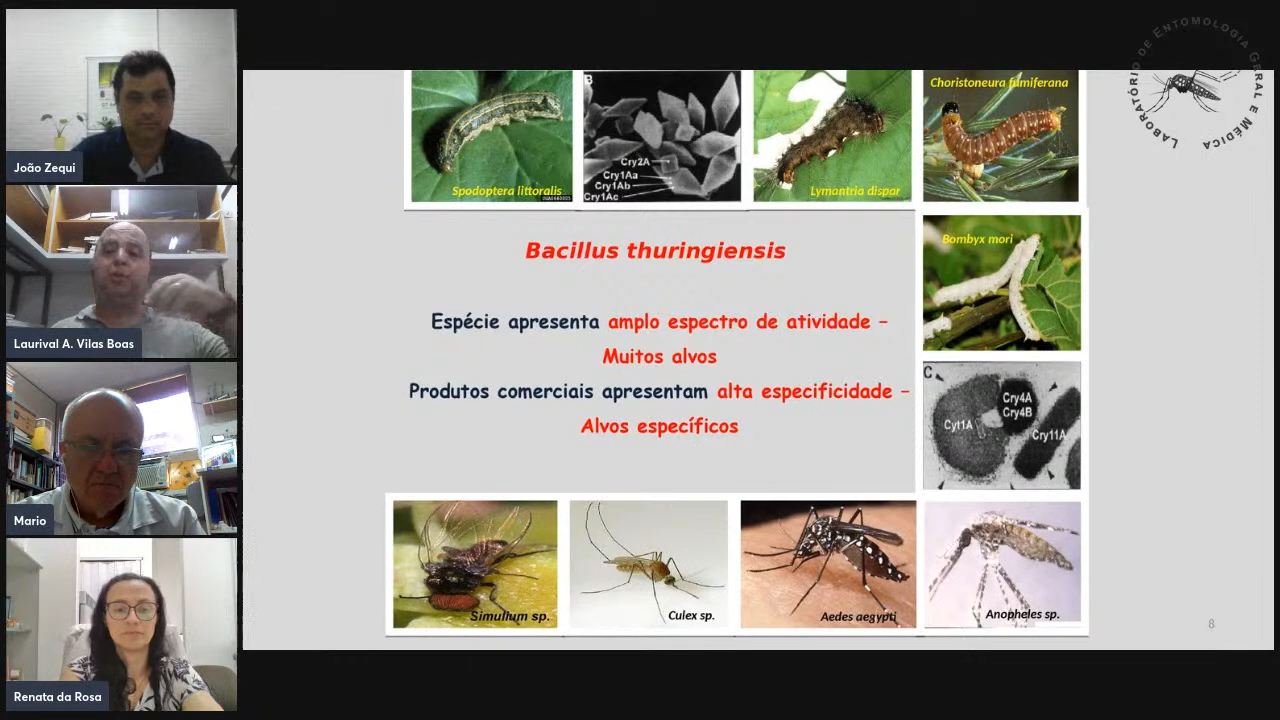 João Zequi
Laurival A. Vilas Boas
Mario
Renata da Rosa
LABORATÓRIO DE ENTOMOLOGIA GERAL E MÉDICA
Spodoptera littoralis
B
Cry2A
Cry1Aa
Cry1Ab
Cry1Ac
Lymantria dispar
Choristoneura fumiferana
Bombyx mori
Bacillus thuringiensis
Espécie apresenta amplo espectro de atividade –
Muitos alvos
Produtos comerciais apresentam alta especificidade –
Alvos específicos
C
Cyt1A
Cry4A
Cry4B
Cry11A
Simulium sp.
Culex sp.
Aedes aegypti
Anopheles sp.
8